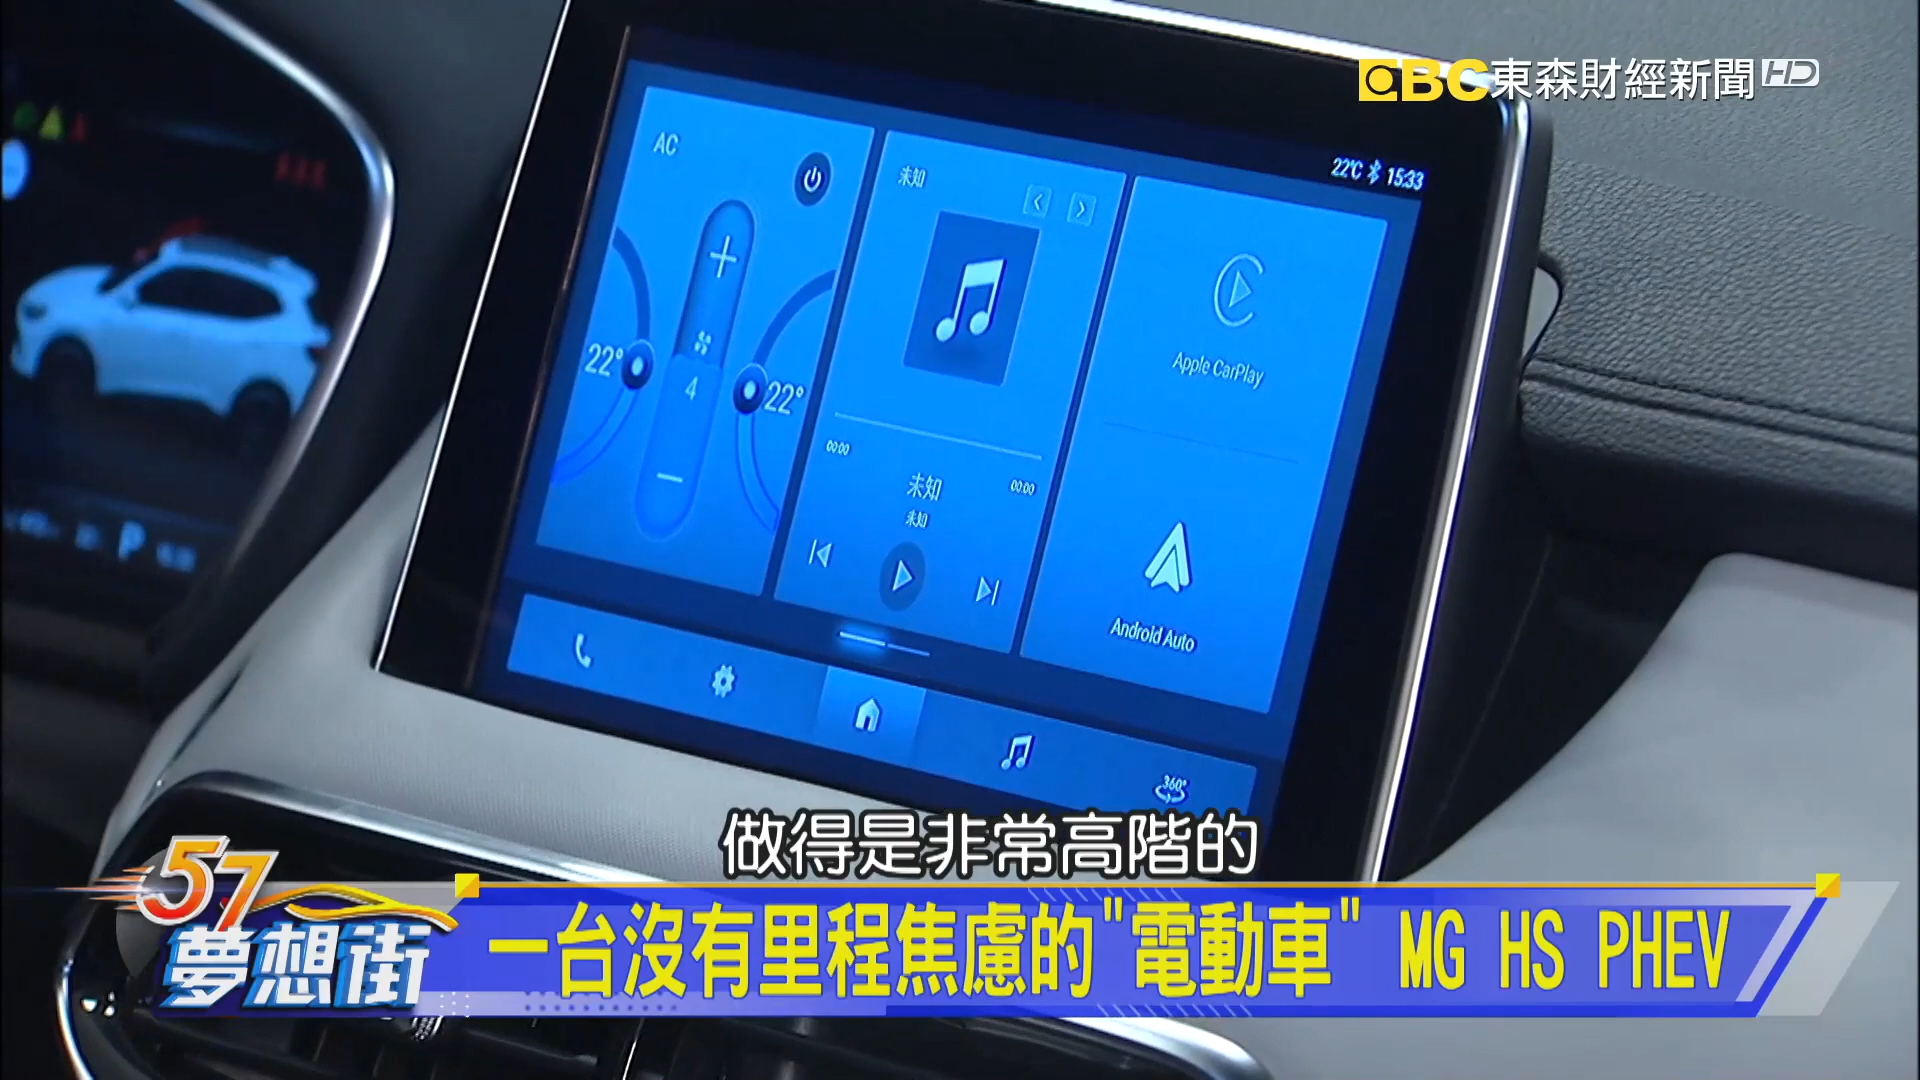 EBC東森財經新聞HD
22℃ 15:33
AC
未知
22°
4
22°
00:00
00:00
未知
未知
Apple CarPlay
Android Auto
360°
P
做得是非常高階的
57
夢想街
一台沒有里程焦慮的"電動車" MG HS PHEV